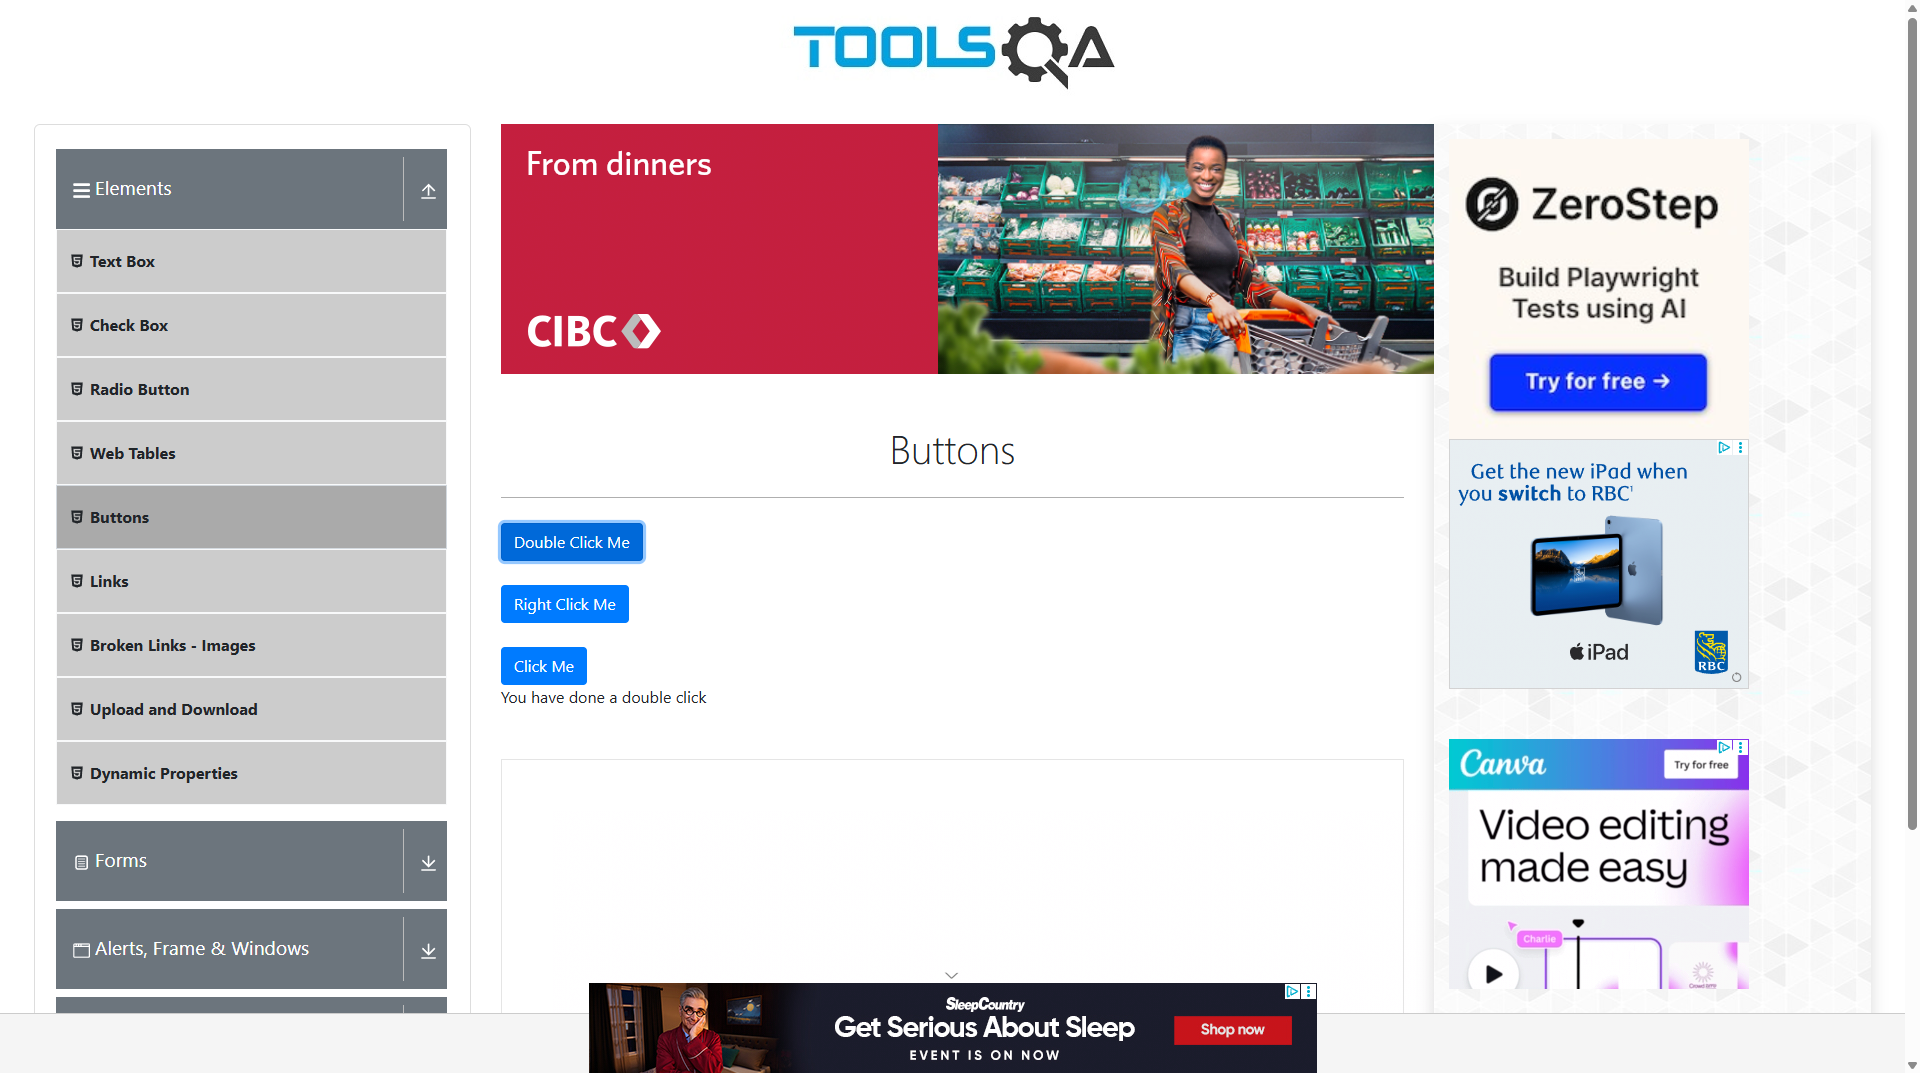 TOOLSQA
Elements
Text Box
Check Box
Radio Button
Web Tables
Buttons
Links
Broken Links - Images
Upload and Download
Dynamic Properties
Forms
Alerts, Frame & Windows
From dinners
CIBC
Buttons
Double Click Me
Right Click Me
Click Me
You have done a double click
ZeroStep
Build Playwright
Tests using AI
Try for free →
Get the new iPad when
you switch to RBC¹
iPad
RBC
Canva
Try for free
Video editing
made easy
Charlie
SleepCountry
Get Serious About Sleep
EVENT IS ON NOW
Shop now